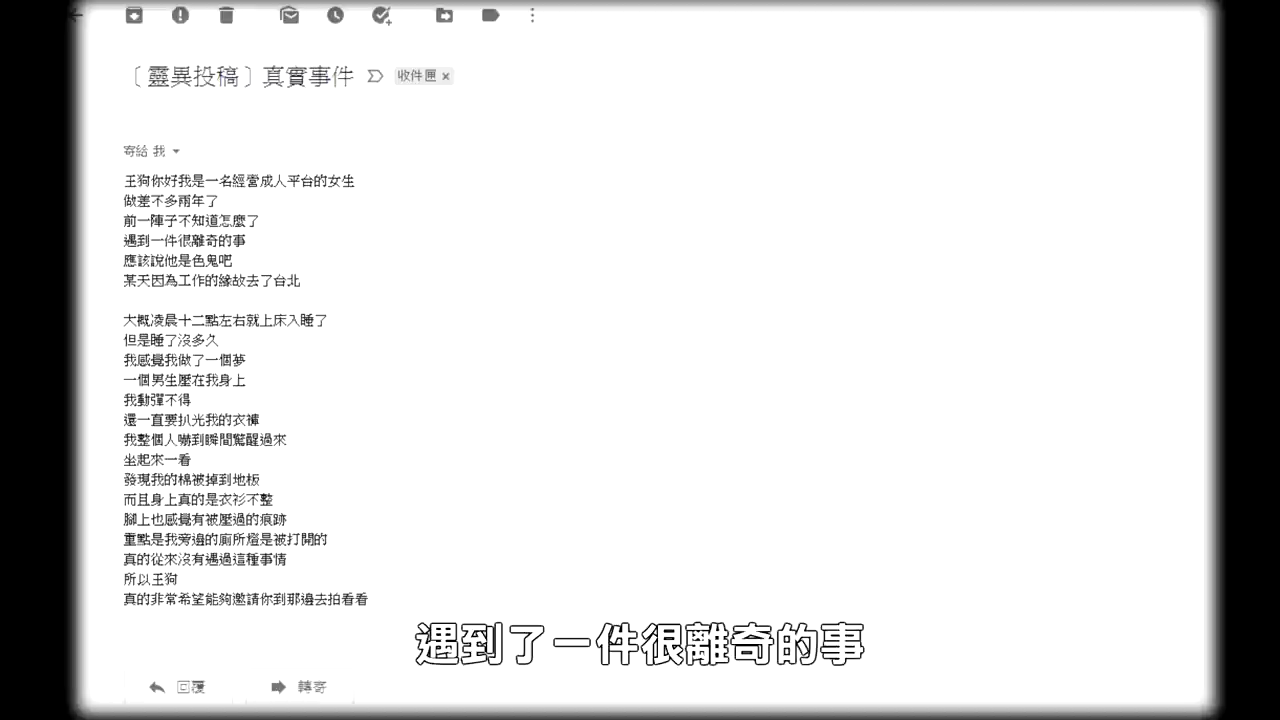 〔靈異投稿〕真實事件
收件匣 ×
寄給 我
王狗你好我是一名經營成人平台的女生
做差不多兩年了
前一陣子不知道怎麼了
遇到一件很離奇的事
應該說他是色鬼吧
某天因為工作的緣故去了台北
大概凌晨十二點左右就上床入睡了
但是睡了沒多久
我感覺我做了一個夢
一個男生壓在我身上
我動彈不得
還一直要扒光我的衣褲
我整個人嚇到瞬間驚醒過來
坐起來一看
發現我的棉被掉到地板
而且身上真的是衣衫不整
腳上也感覺有被壓過的痕跡
重點是我旁邊的廁所燈是被打開的
真的從來沒有遇過這種事情
所以王狗
真的非常希望能夠邀請你到那邊去拍看看
遇到了一件很離奇的事
回覆
轉寄